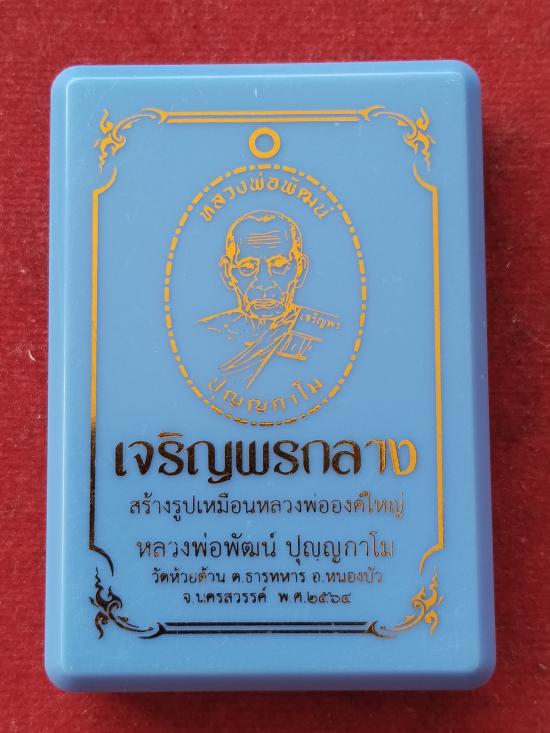 หลวงพ่อพัฒน์
เจริญพร
ปุญฺญกาโม
เจริญพรกลาง
สร้างรูปเหมือนหลวงพ่อองค์ใหญ่
หลวงพ่อพัฒน์ ปุญฺญกาโม
วัดห้วยด้วน ต.ธารทหาร อ.หนองบัว
จ.นครสวรรค์ พ.ศ.๒๕๖๔